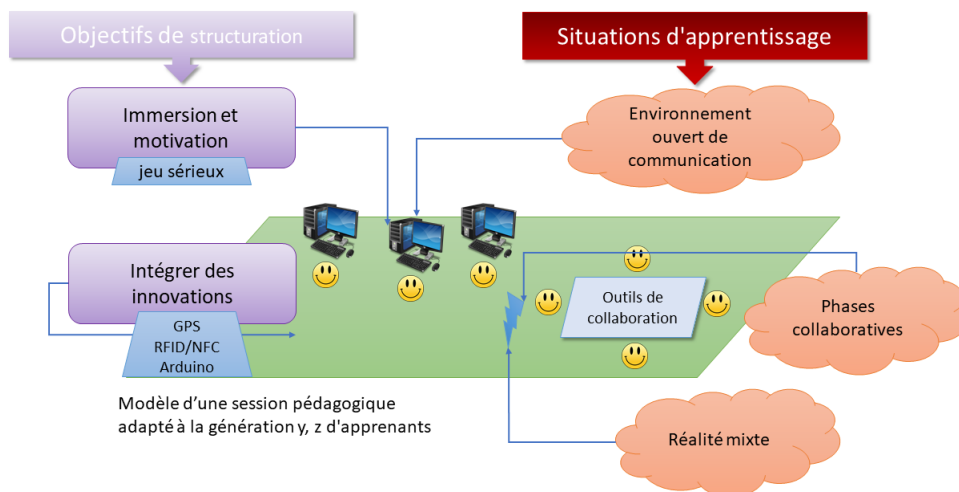 Objectifs de structuration
Situations d'apprentissage
Immersion et
motivation
jeu sérieux
Environnement
ouvert de
communication
Intégrer des
innovations
GPS
RFID/NFC
Arduino
Outils de
collaboration
Phases
collaboratives
Modèle d’une session pédagogique
adapté à la génération y, z d'apprenants
Réalité mixte